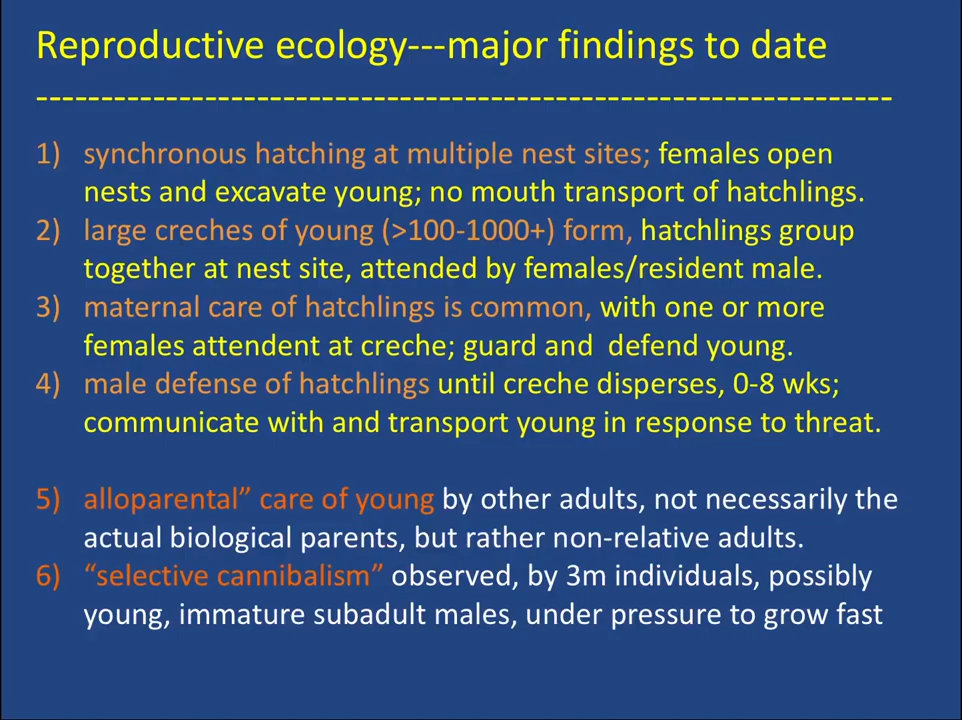 Reproductive ecology---major findings to date
------------------------------------------------------------------
1) synchronous hatching at multiple nest sites; females open
nests and excavate young; no mouth transport of hatchlings.
2) large creches of young (>100-1000+) form, hatchlings group
together at nest site, attended by females/resident male.
3) maternal care of hatchlings is common, with one or more
females attendent at creche; guard and  defend young.
4) male defense of hatchlings until creche disperses, 0-8 wks;
communicate with and transport young in response to threat.
5) alloparental” care of young by other adults, not necessarily the
actual biological parents, but rather non-relative adults.
6) “selective cannibalism” observed, by 3m individuals, possibly
young, immature subadult males, under pressure to grow fast